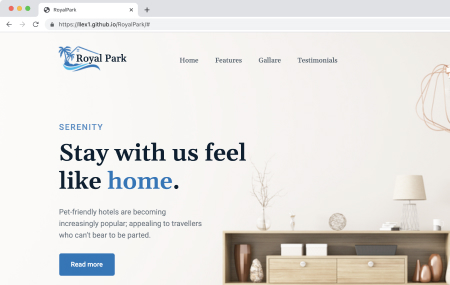 RoyalPark
https://ilex1.github.io/RoyalPark/#
Royal Park
Home Features Gallare Testimonials
SERENITY
Stay with us feel
like home.
Pet-friendly hotels are becoming
increasingly popular; appealing to travellers
who can't bear to be parted.
Read more